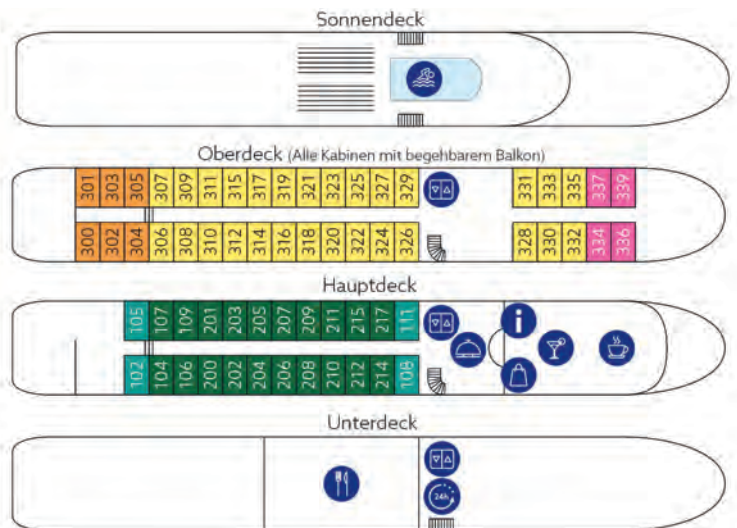 Sonnendeck
Oberdeck (Alle Kabinen mit begehbarem Balkon)
301 303 305 307 309 311 315 317 319 321 323 325 327 329 331 333 335 337 339
300 302 304 306 308 310 312 314 316 318 320 322 324 326 328 330 332 334 336
Hauptdeck
105 107 109 201 203 205 207 209 211 215 217 111
i
102 104 106 200 202 204 206 208 210 212 214 108
Unterdeck
24h